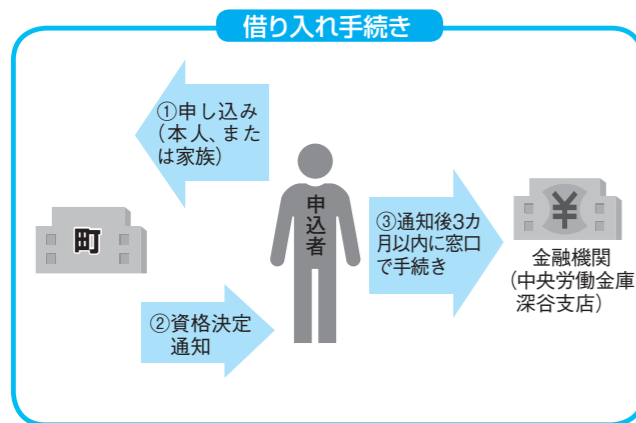 借り入れ手続き
①申し込み
(本人、また
は家族)
町
申込者
②資格決定
通知
③通知後3カ
月以内に窓口
で手続き
¥
金融機関
(中央労働金庫
深谷支店)